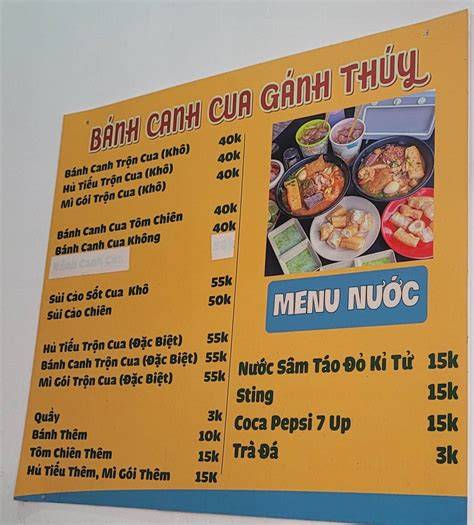 BÁNH CANH CUA GÁNH THÚY
Bánh Canh Trộn Cua (Khô) 40k
Hủ Tiếu Trộn Cua (Khô) 40k
Mì Gói Trộn Cua (Khô) 40k
Bánh Canh Cua Tôm Chiên 40k
Bánh Canh Cua Không 40k
Bánh Canh Cua
Sủi Cảo Sốt Cua Khô 55k
Sủi Cảo Chiên 50k
Hủ Tiếu Trộn Cua (Đặc Biệt) 55k
Bánh Canh Trộn Cua (Đặc Biệt) 55k
Mì Gói Trộn Cua (Đặc Biệt) 55k
Quẩy 3k
Bánh Thêm 10k
Tôm Chiên Thêm 15k
Hủ Tiếu Thêm, Mì Gói Thêm 15K
MENU NƯỚC
Nước Sâm Táo Đỏ Kỉ Tử 15k
Sting 15k
Coca Pepsi 7 Up 15k
Trà Đá 3k